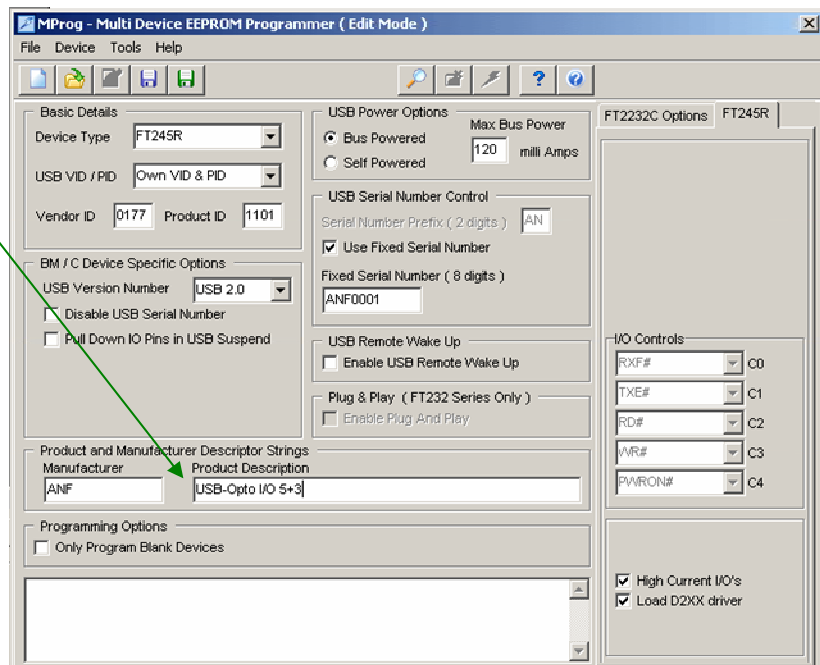 MProg - Multi Device EEPROM Programmer ( Edit Mode )
File Device Tools Help
Basic Details
Device Type FT245R
USB VID / PID Own VID & PID
Vendor ID 0177 Product ID 1101
BM / C Device Specific Options
USB Version Number USB 2.0
Disable USB Serial Number
Pull Down IO Pins in USB Suspend
USB Power Options
Bus Powered
Self Powered
Max Bus Power
120 milli Amps
USB Serial Number Control
Serial Number Prefix ( 2 digits ) AN
Use Fixed Serial Number
Fixed Serial Number ( 8 digits )
ANF0001
USB Remote Wake Up
Enable USB Remote Wake Up
Plug & Play ( FT232 Series Only )
Enable Plug And Play
Product and Manufacturer Descriptor Strings
Manufacturer Product Description
ANF USB-Opto I/O 5+3
Programming Options
Only Program Blank Devices
FT2232C Options FT245R
I/O Controls
RXF# C0
TXE# C1
RD# C2
WR# C3
PWRON# C4
High Current I/O's
Load D2XX driver